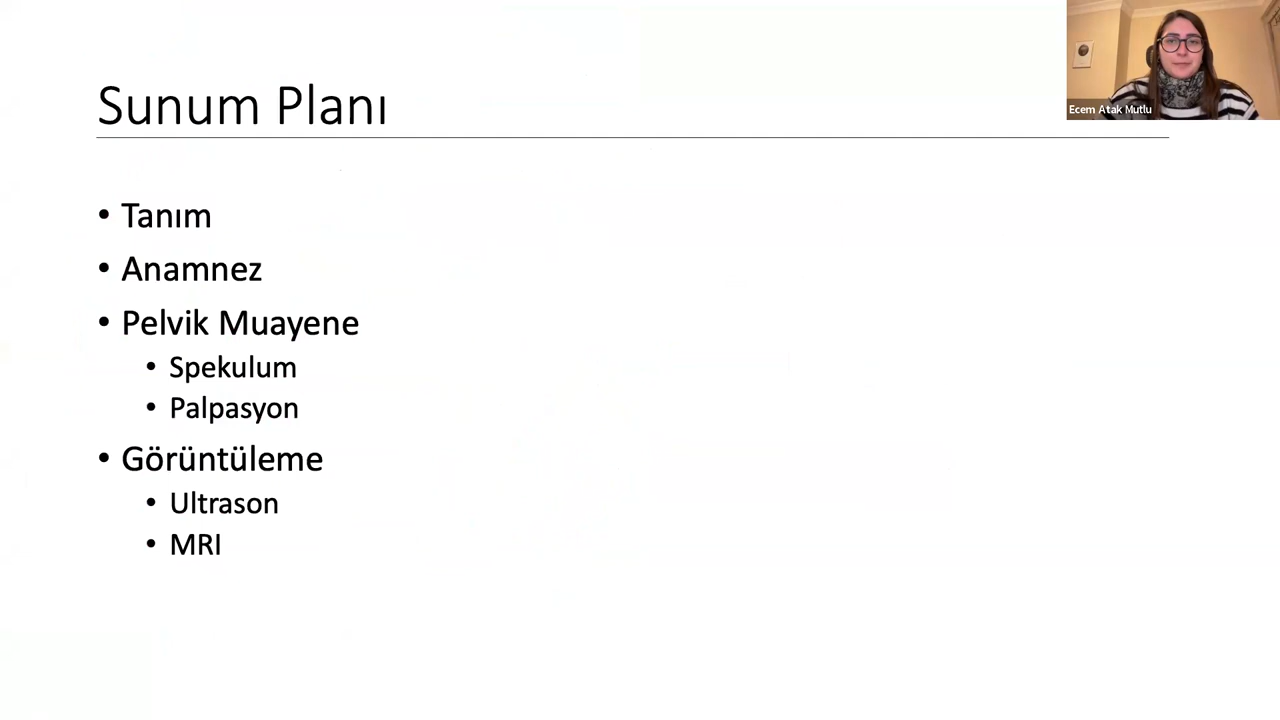 Sunum Planı
Ecem Atak Mutlu
• Tanım
• Anamnez
• Pelvik Muayene
• Spekulum
• Palpasyon
• Görüntüleme
• Ultrason
• MRI